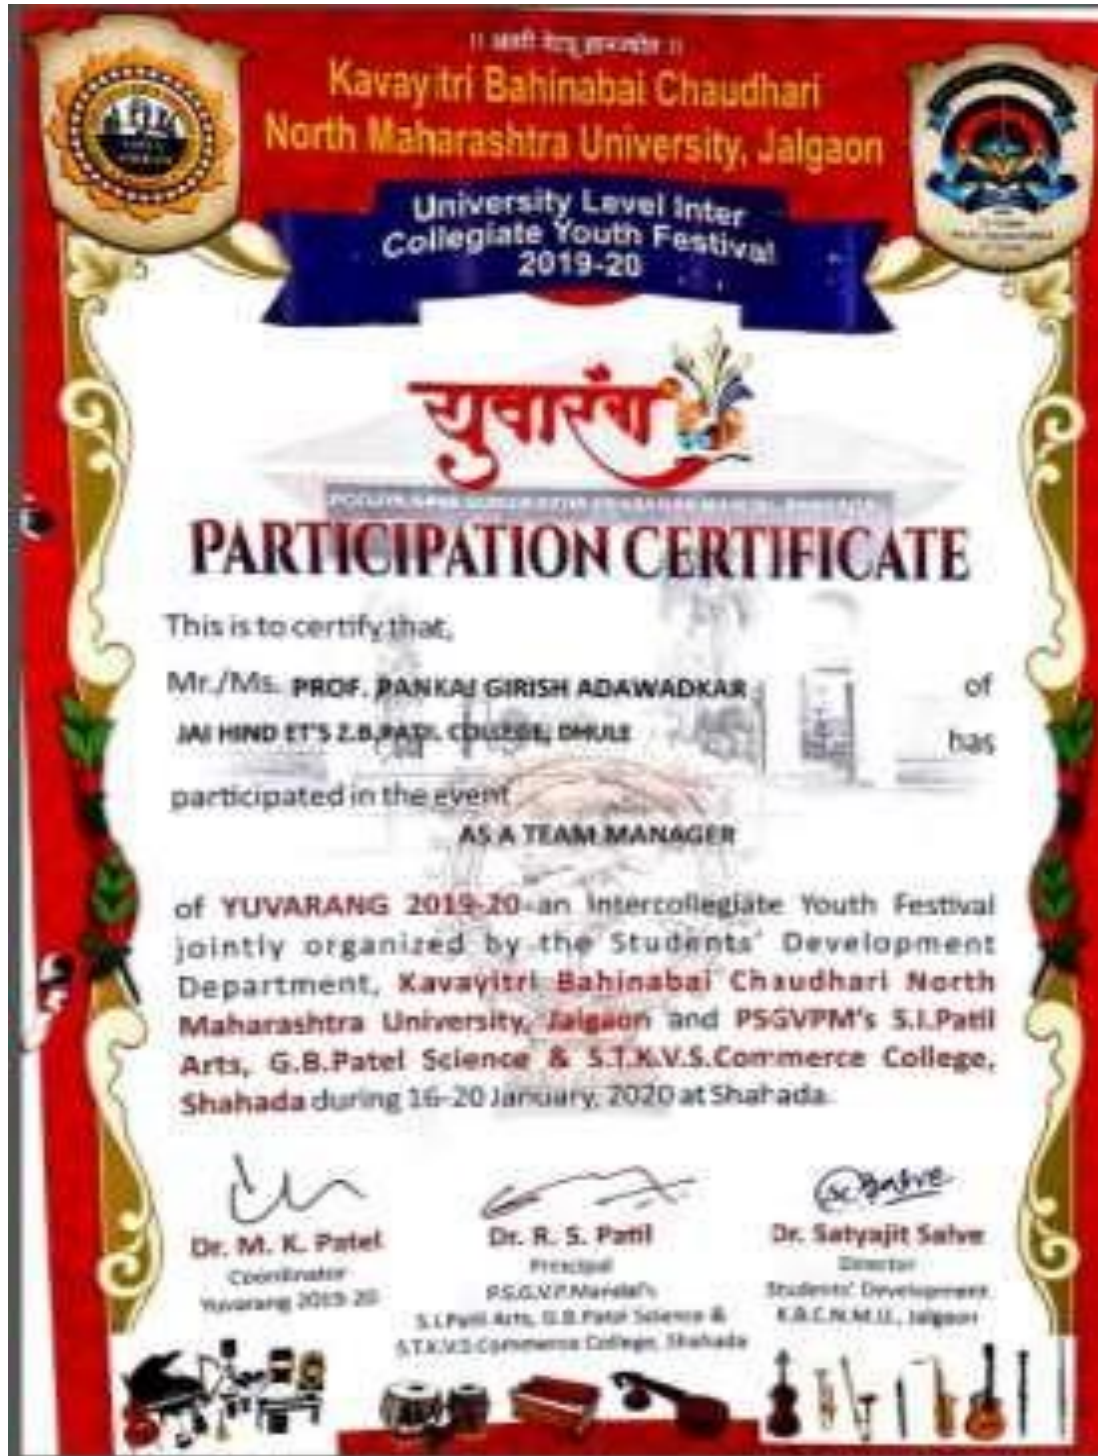 Kavayitri Bahinabai Chaudhari
North Maharashtra University, Jalgaon
University Level Inter
Collegiate Youth Festival
2019-20
युवारंग
PARTICIPATION CERTIFICATE
This is to certify that,
Mr./Ms. PROF. PANKAJ GIRISH ADAWADKAR of
JAI HIND ET'S Z.B.PATIL COLLEGE, DHULE has
participated in the event
AS A TEAM MANAGER
of YUVARANG 2019-20-an Intercollegiate Youth Festival
jointly organized by the Students' Development
Department, Kavayitri Bahinabai Chaudhari North
Maharashtra University, Jalgaon and PSGVPM's S.I.Patil
Arts, G.B.Patel Science & S.T.K.V.S.Commerce College,
Shahada during 16-20 January, 2020 at Shahada.
Dr. M. K. Patel
Coordinator
Yuvarang 2019-20
Dr. R. S. Patil
Principal
P.S.G.V.P.Mandal's
S.I.Patil Arts, G.B.Patel Science &
S.T.K.V.S.Commerce College, Shahada
Dr. Satyajit Salve
Director
Students' Development
K.B.C.N.M.U., Jalgaon